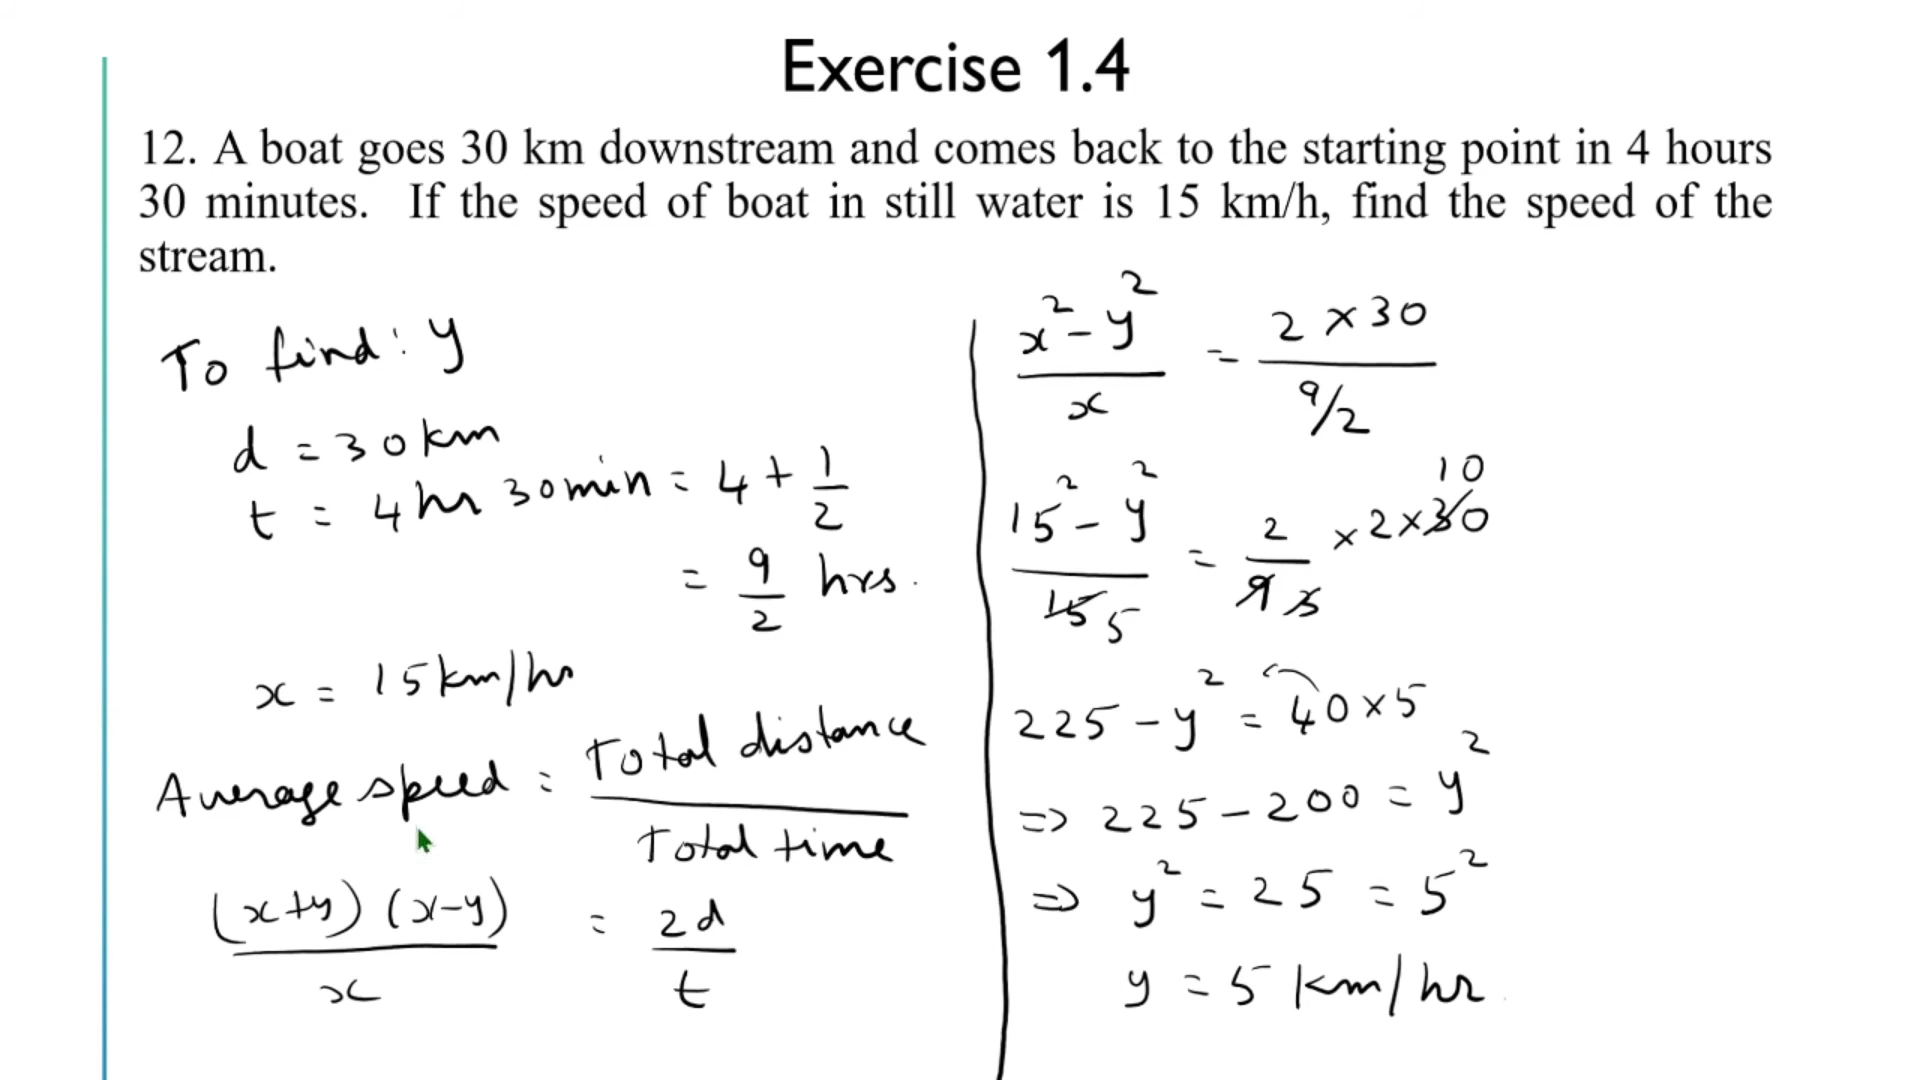 Exercise 1.4
12. A boat goes 30 km downstream and comes back to the starting point in 4 hours
30 minutes. If the speed of boat in still water is 15 km/h, find the speed of the
stream.
To find: y
d = 30 km
t = 4 hr 30 min = 4 + 1/2
= 9/2 hrs.
x = 15 km/hr
Average speed = Total distance / Total time
(x+y) (x-y) / x = 2d / t
x² - y² / x = 2 × 30 / 9/2
15² - y² / 15 5 = 2 / 9 3 × 2 × 30 10
225 - y² = 40 × 5
=> 225 - 200 = y²
=> y² = 25 = 5²
y = 5 km/hr.